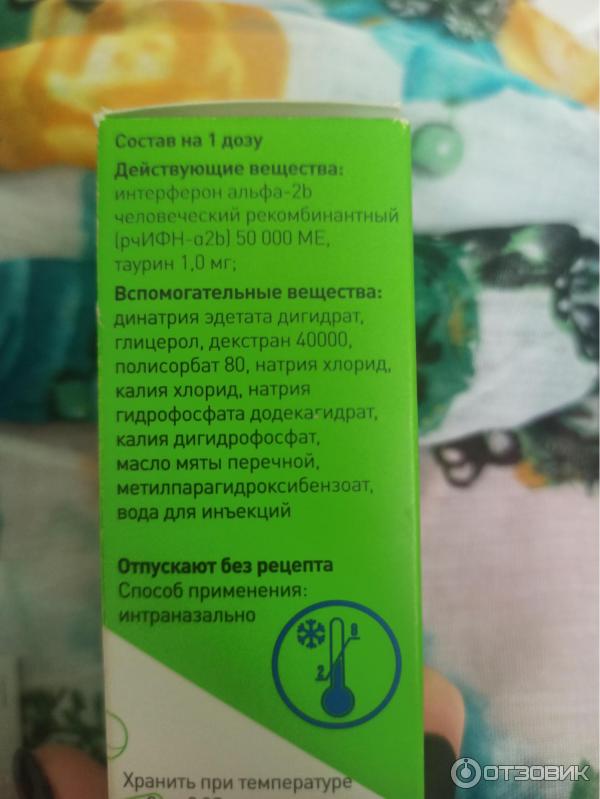 Состав на 1 дозу
Действующие вещества:
интерферон альфа-2b
человеческий рекомбинантный
(рчИФН-α2b) 50 000 МЕ,
таурин 1,0 мг;
Вспомогательные вещества:
динатрия эдетата дигидрат,
глицерол, декстран 40000,
полисорбат 80, натрия хлорид,
калия хлорид, натрия
гидрофосфата додекагидрат,
калия дигидрофосфат,
масло мяты перечной,
метилпарагидроксибензоат,
вода для инъекций
Отпускают без рецепта
Способ применения:
интраназально
8
2
Хранить при температуре
ОТЗОВИК